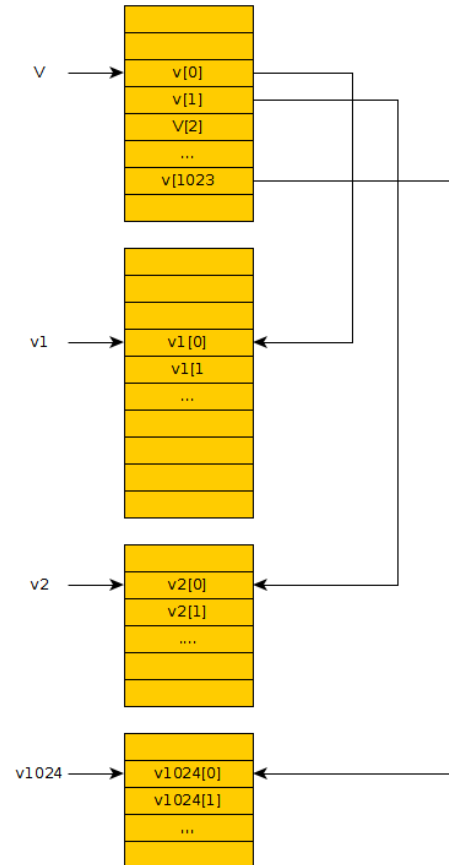 V v[0]
v[1]
V[2]
...
v[1023
v1 v1[0]
v1[1
...
v2 v2[0]
v2[1]
....
v1024 v1024[0]
v1024[1]
...